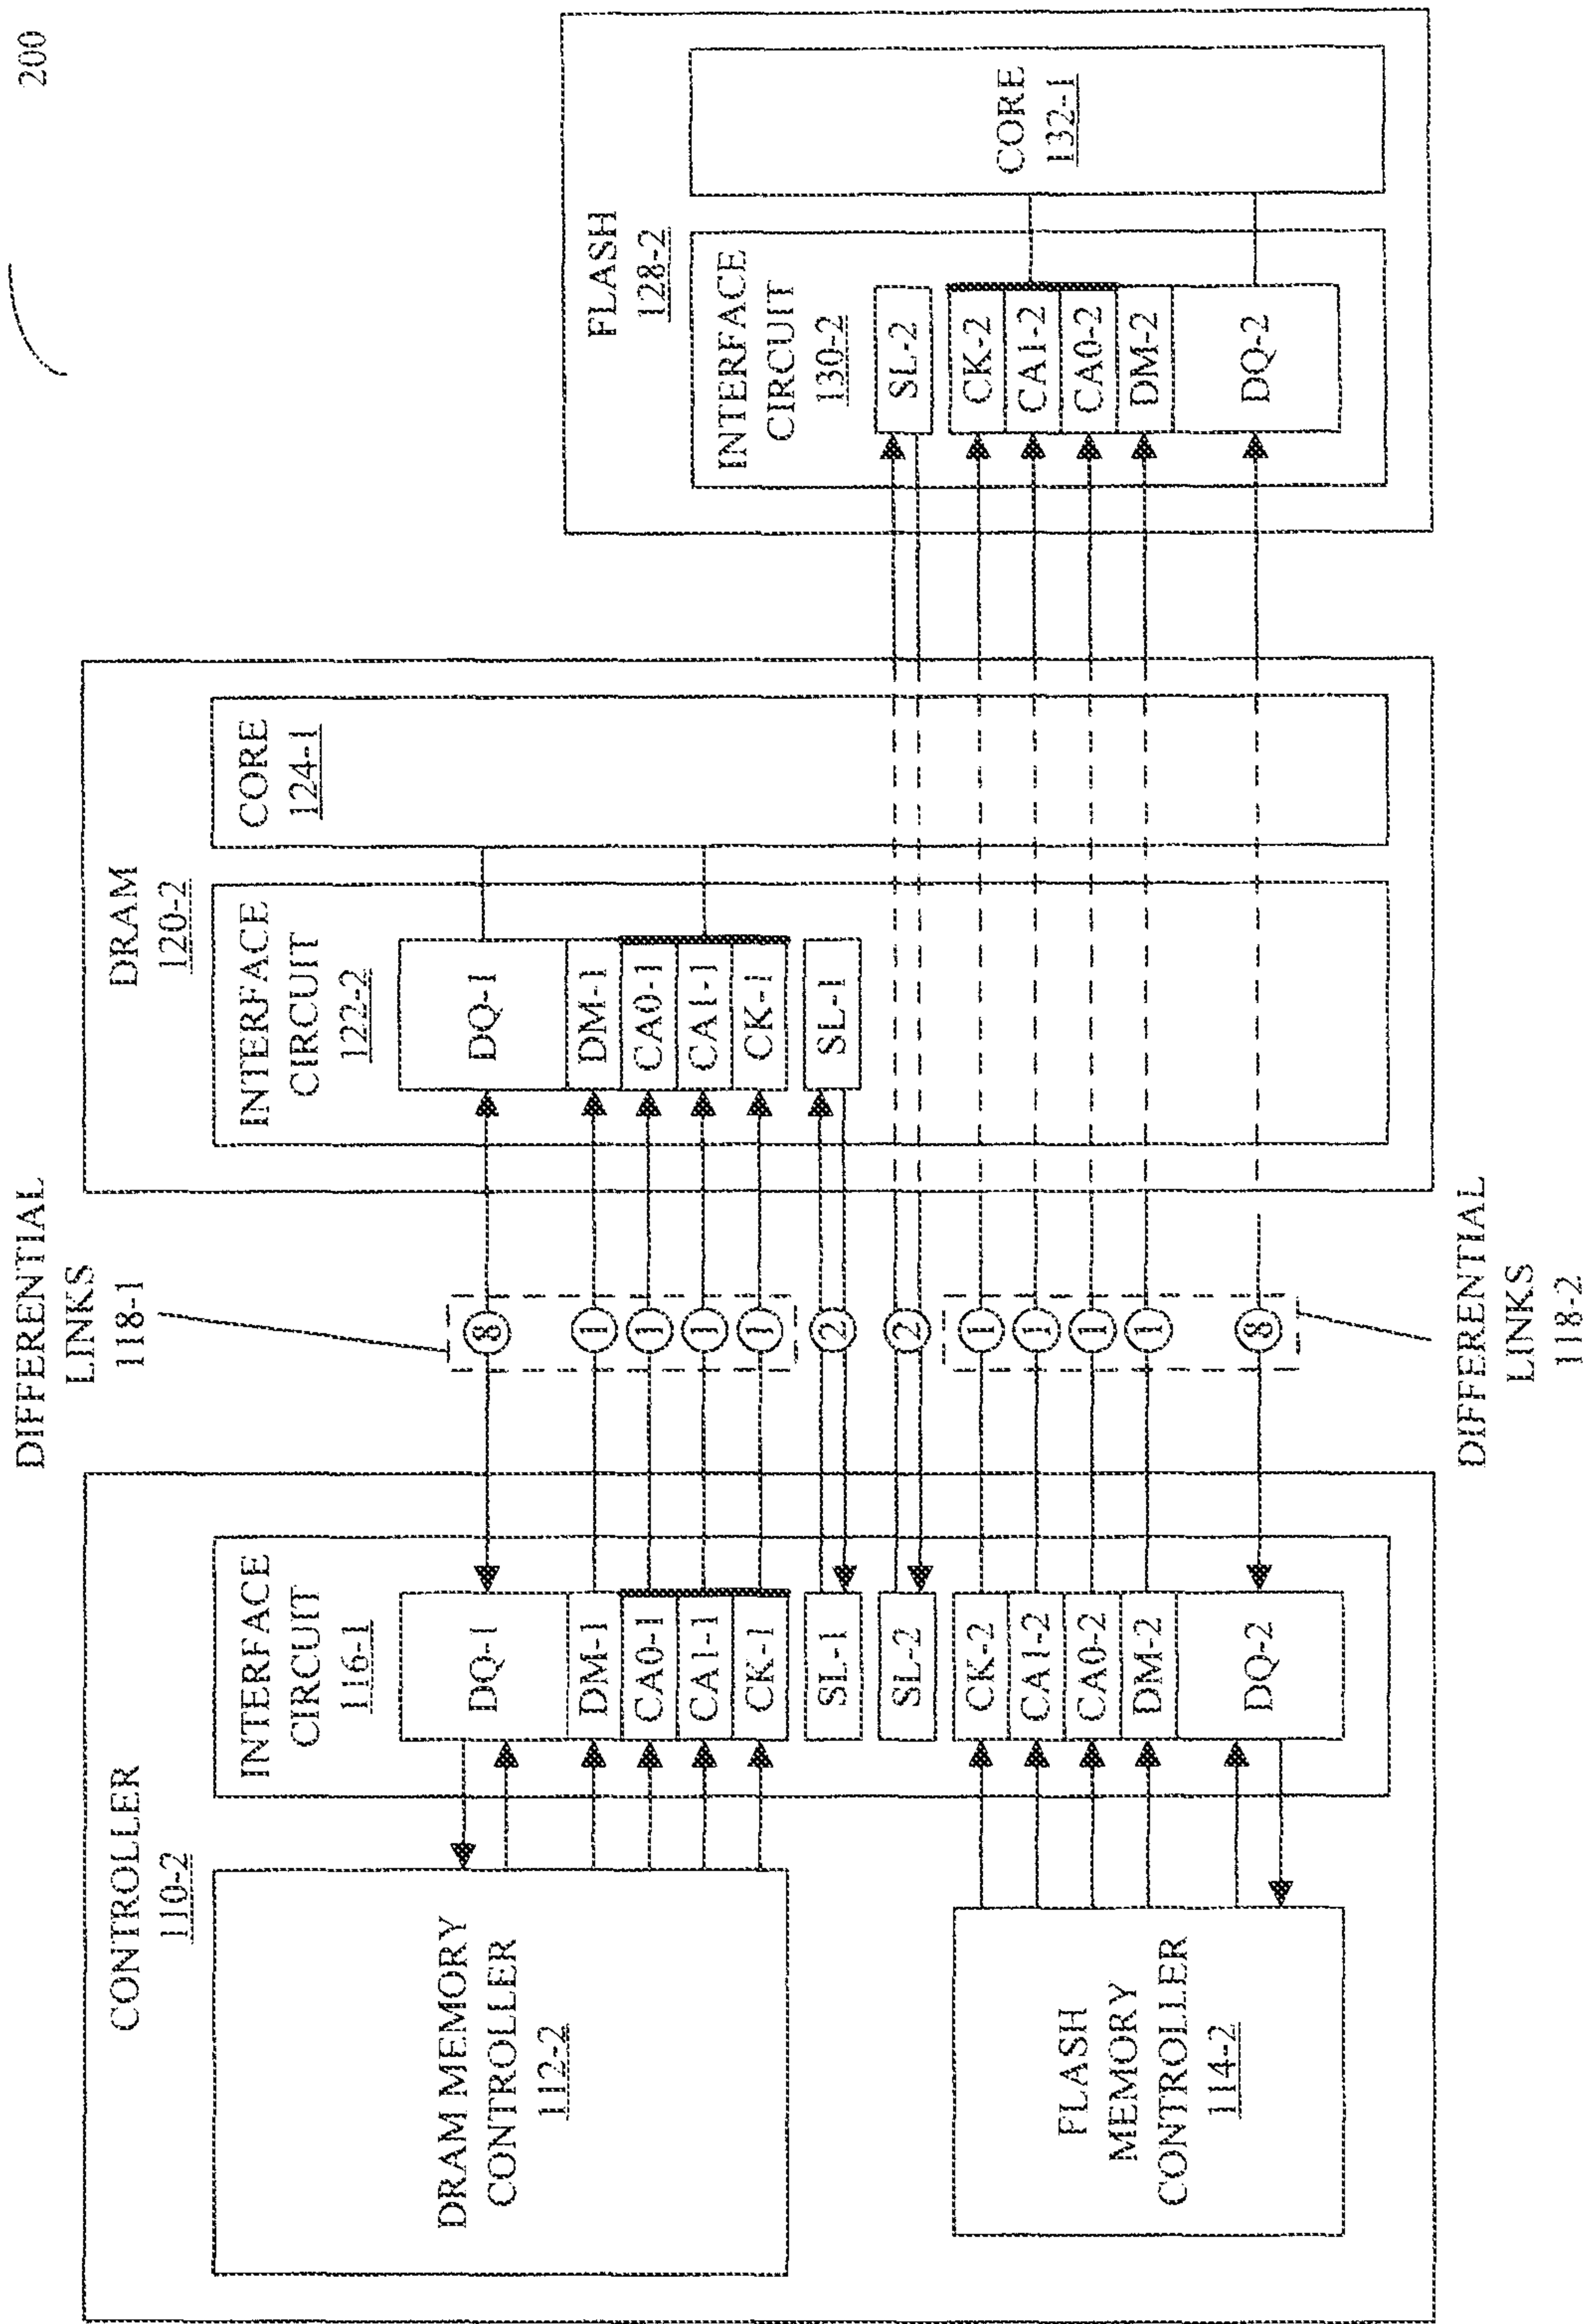 200
CONTROLLER
110-2
DRAM MEMORY
CONTROLLER
112-2
FLASH
MEMORY
CONTROLLER
114-2
INTERFACE
CIRCUIT
116-1
DQ-1
DM-1
CA0-1
CA1-1
CK-1
SL-1
SL-2
CK-2
CA1-2
CA0-2
DM-2
DQ-2
DIFFERENTIAL
LINKS
118-1
8
1
1
1
1
2
2
1
1
1
1
8
DIFFERENTIAL
LINKS
118-2
DRAM
120-2
INTERFACE
CIRCUIT
122-2
DQ-1
DM-1
CA0-1
CA1-1
CK-1
SL-1
CORE
124-1
FLASH
128-2
INTERFACE
CIRCUIT
130-2
SL-2
CK-2
CA1-2
CA0-2
DM-2
DQ-2
CORE
132-1